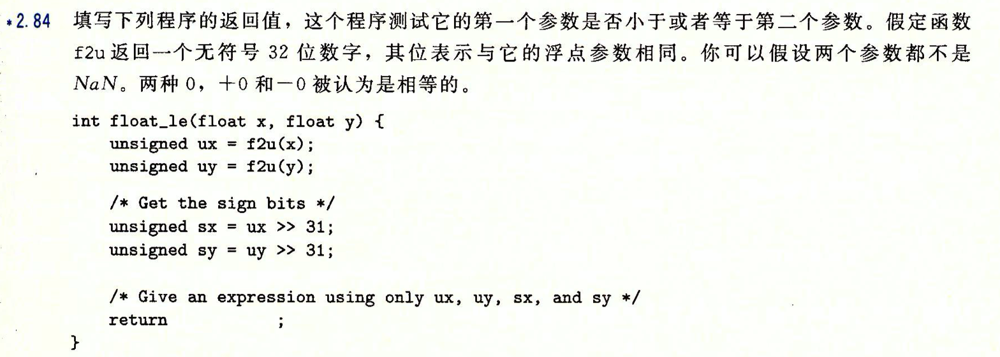 *2.84 填写下列程序的返回值，这个程序测试它的第一个参数是否小于或者等于第二个参数。假定函数
f2u返回一个无符号 32 位数字，其位表示与它的浮点参数相同。你可以假设两个参数都不是
NaN。两种 0，+0 和-0 被认为是相等的。
int float_le(float x, float y) {
    unsigned ux = f2u(x);
    unsigned uy = f2u(y);
    /* Get the sign bits */
    unsigned sx = ux >> 31;
    unsigned sy = uy >> 31;
    /* Give an expression using only ux, uy, sx, and sy */
    return          ;
}